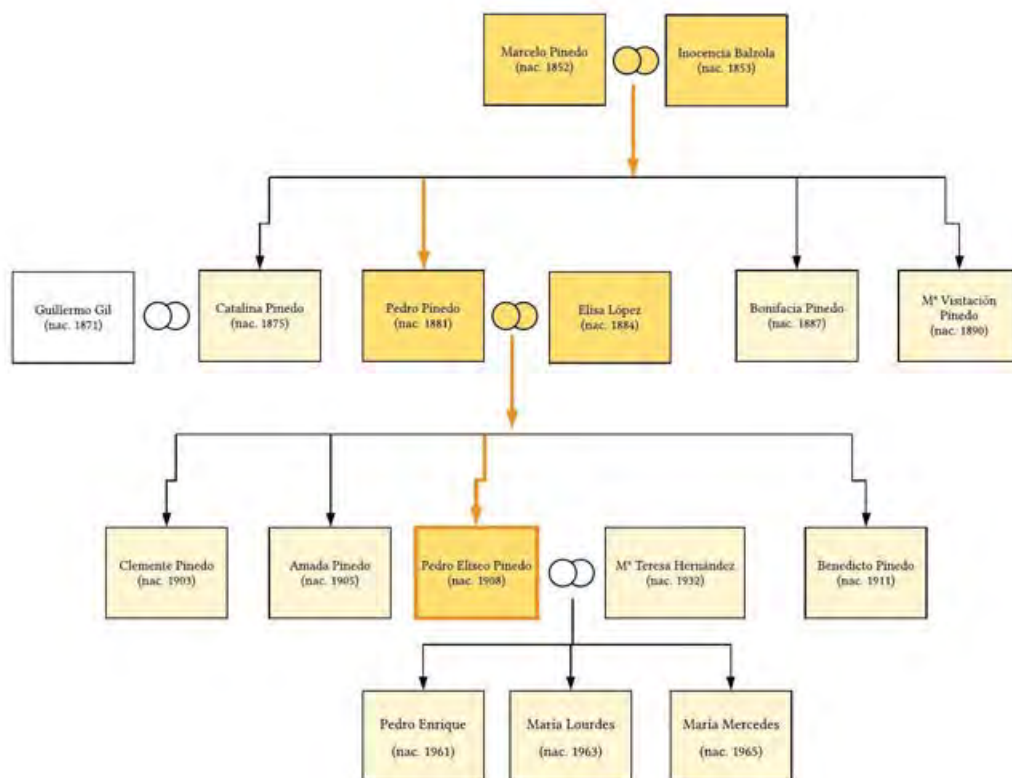 Marcelo Pinedo
(nac. 1852)
Inocencia Balzola
(nac. 1853)
Guillermo Gil
(nac. 1871)
Catalina Pinedo
(nac. 1875)
Pedro Pinedo
(nac. 1881)
Elisa López
(nac. 1884)
Bonifacia Pinedo
(nac. 1887)
Mª Visitación
Pinedo
(nac. 1890)
Clemente Pinedo
(nac. 1903)
Amada Pinedo
(nac. 1905)
Pedro Eliseo Pinedo
(nac. 1908)
Mª Teresa Hernández
(nac. 1932)
Benedicto Pinedo
(nac. 1911)
Pedro Enrique
(nac. 1961)
María Lourdes
(nac. 1963)
María Mercedes
(nac. 1965)